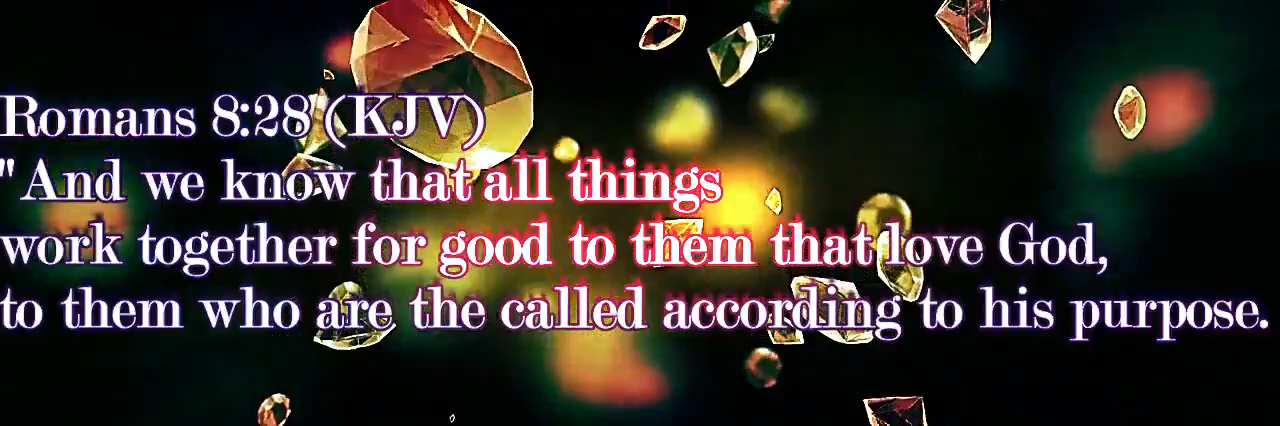 Romans 8:28 (KJV)
"And we know that all things
work together for good to them that love God,
to them who are the called according to his purpose.